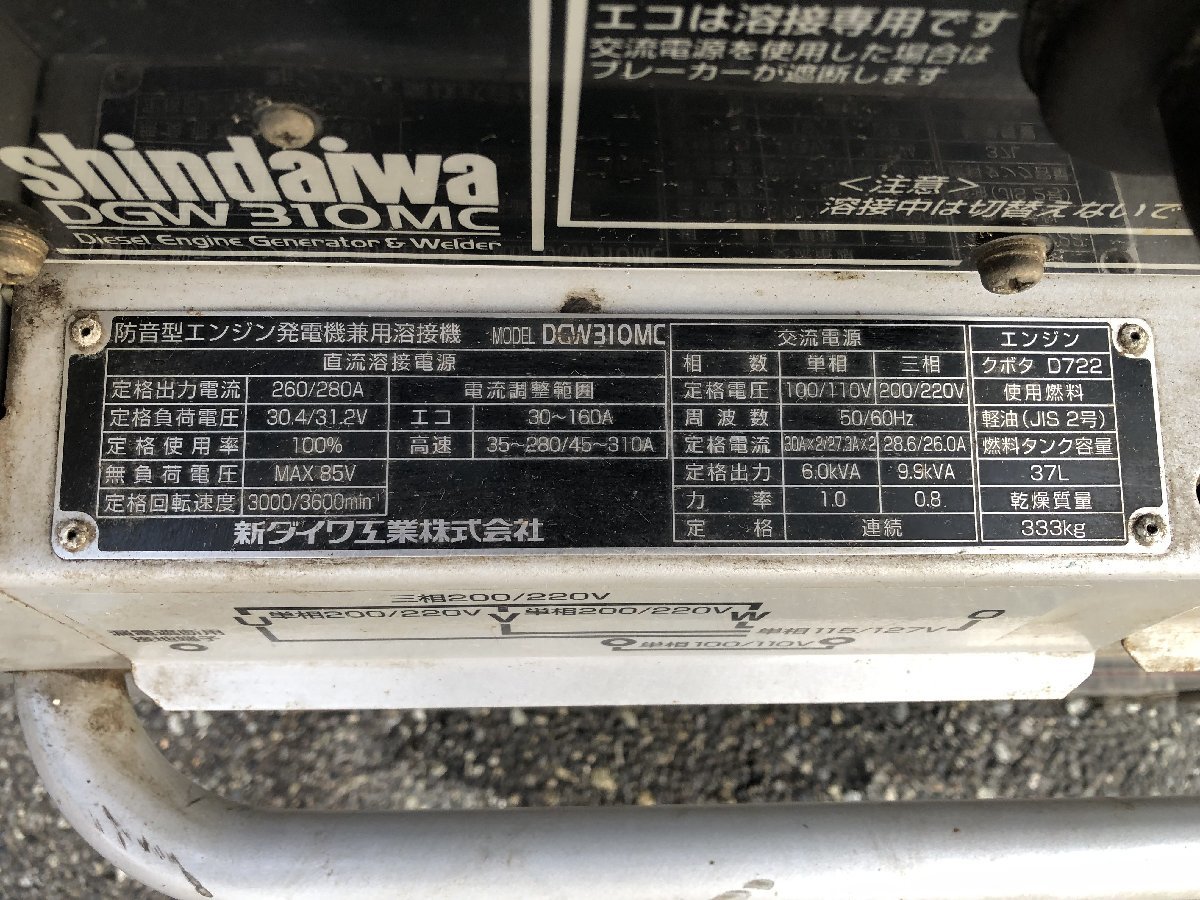 エコは溶接専用です
交流電源を使用した場合は
ブレーカーが遮断します
<注意>
溶接中は切替えないで
shindaiwa
DGW310MC
Diesel Engine Generator & Welder
防音型エンジン発電機兼用溶接機 MODEL DGW310MC
直流溶接電源
定格出力電流 260/280A 電流調整範囲
定格負荷電圧 30.4/31.2V エコ 30~160A
定格使用率 100% 高速 35~280/45~310A
無負荷電圧 MAX 85V
定格回転速度 3000/3600min⁻¹
新ダイワ工業株式会社
交流電源
相数 単相 三相
定格電圧 100/110V 200/220V
周波数 50/60Hz
定格電流 30A×2/27.3A×2 28.6/26.0A
定格出力 6.0kVA 9.9kVA
力率 1.0 0.8
定格 連続
エンジン
クボタ D722
使用燃料
軽油(JIS 2号)
燃料タンク容量
37L
乾燥質量
333kg
三相200/220V
単相200/220V 単相200/220V
U V W O
単相115/127V
単相100/110V